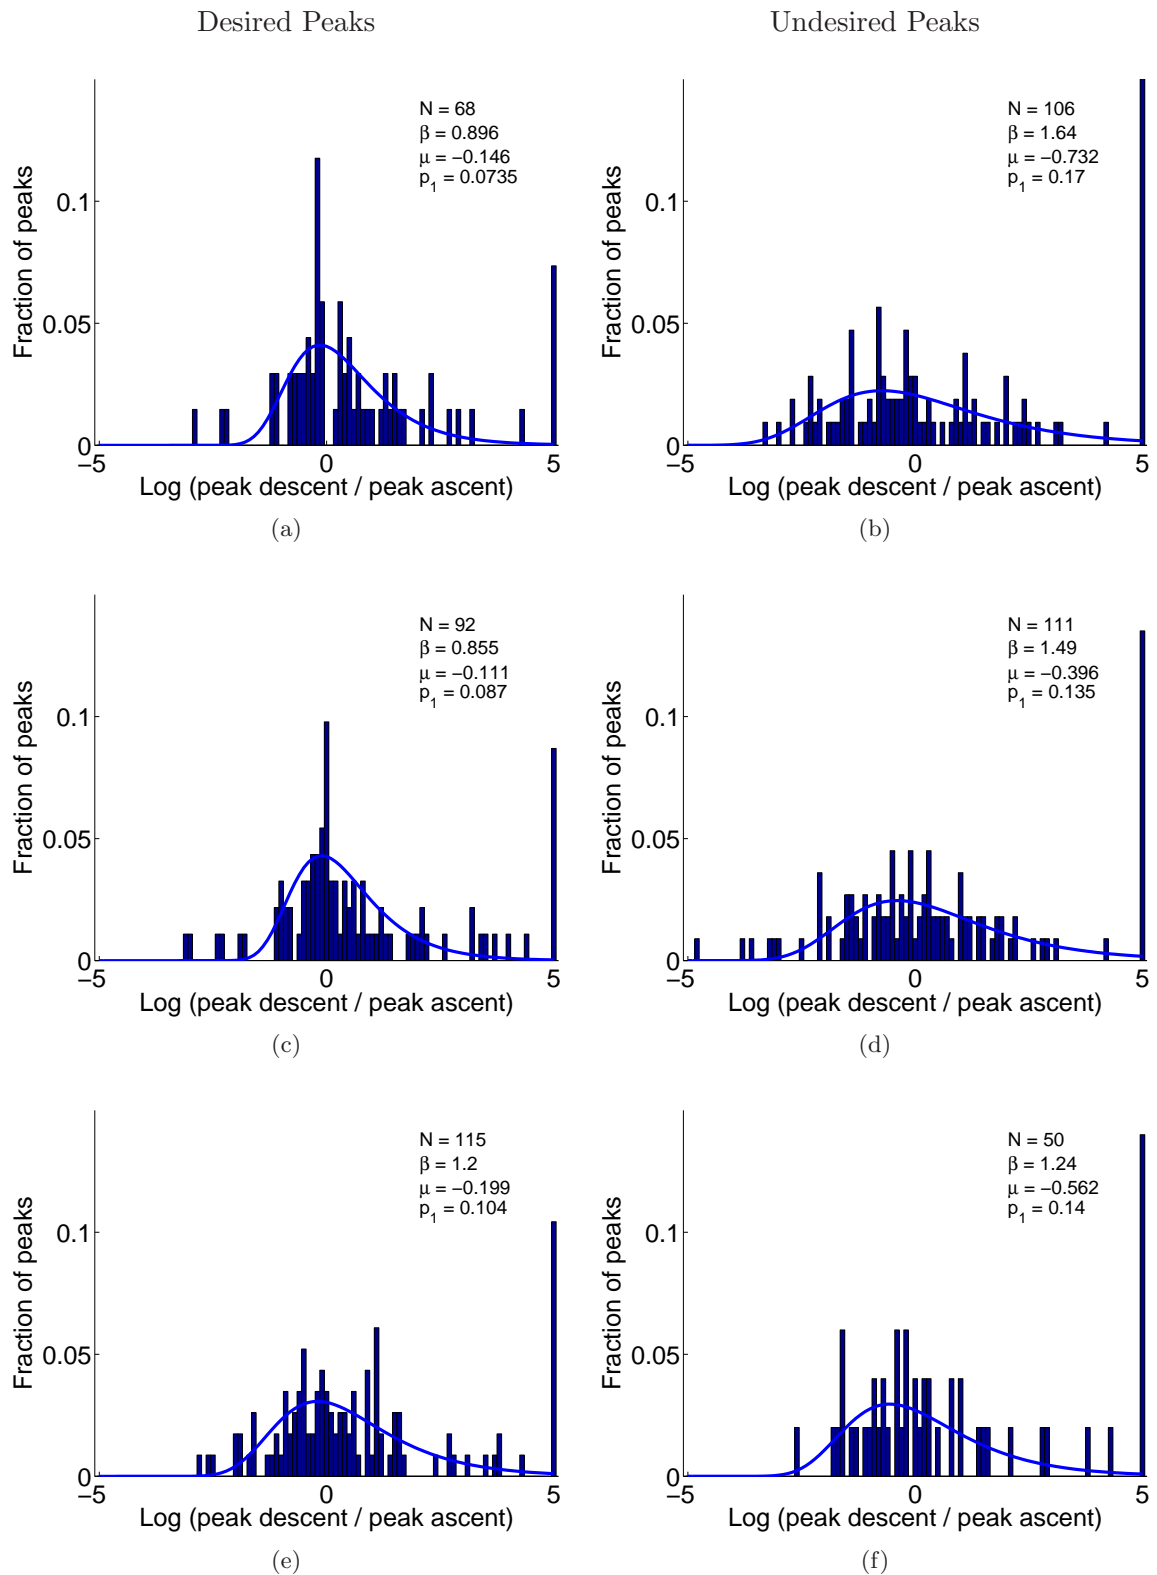 Desired Peaks
Undesired Peaks
N = 68
β = 0.896
μ = −0.146
p1 = 0.0735
0.1
0.05
0
−5
0
5
Fraction of peaks
Log (peak descent / peak ascent)
(a)
N = 106
β = 1.64
μ = −0.732
p1 = 0.17
0.1
0.05
0
−5
0
5
Fraction of peaks
Log (peak descent / peak ascent)
(b)
N = 92
β = 0.855
μ = −0.111
p1 = 0.087
0.1
0.05
0
−5
0
5
Fraction of peaks
Log (peak descent / peak ascent)
(c)
N = 111
β = 1.49
μ = −0.396
p1 = 0.135
0.1
0.05
0
−5
0
5
Fraction of peaks
Log (peak descent / peak ascent)
(d)
N = 115
β = 1.2
μ = −0.199
p1 = 0.104
0.1
0.05
0
−5
0
5
Fraction of peaks
Log (peak descent / peak ascent)
(e)
N = 50
β = 1.24
μ = −0.562
p1 = 0.14
0.1
0.05
0
−5
0
5
Fraction of peaks
Log (peak descent / peak ascent)
(f)